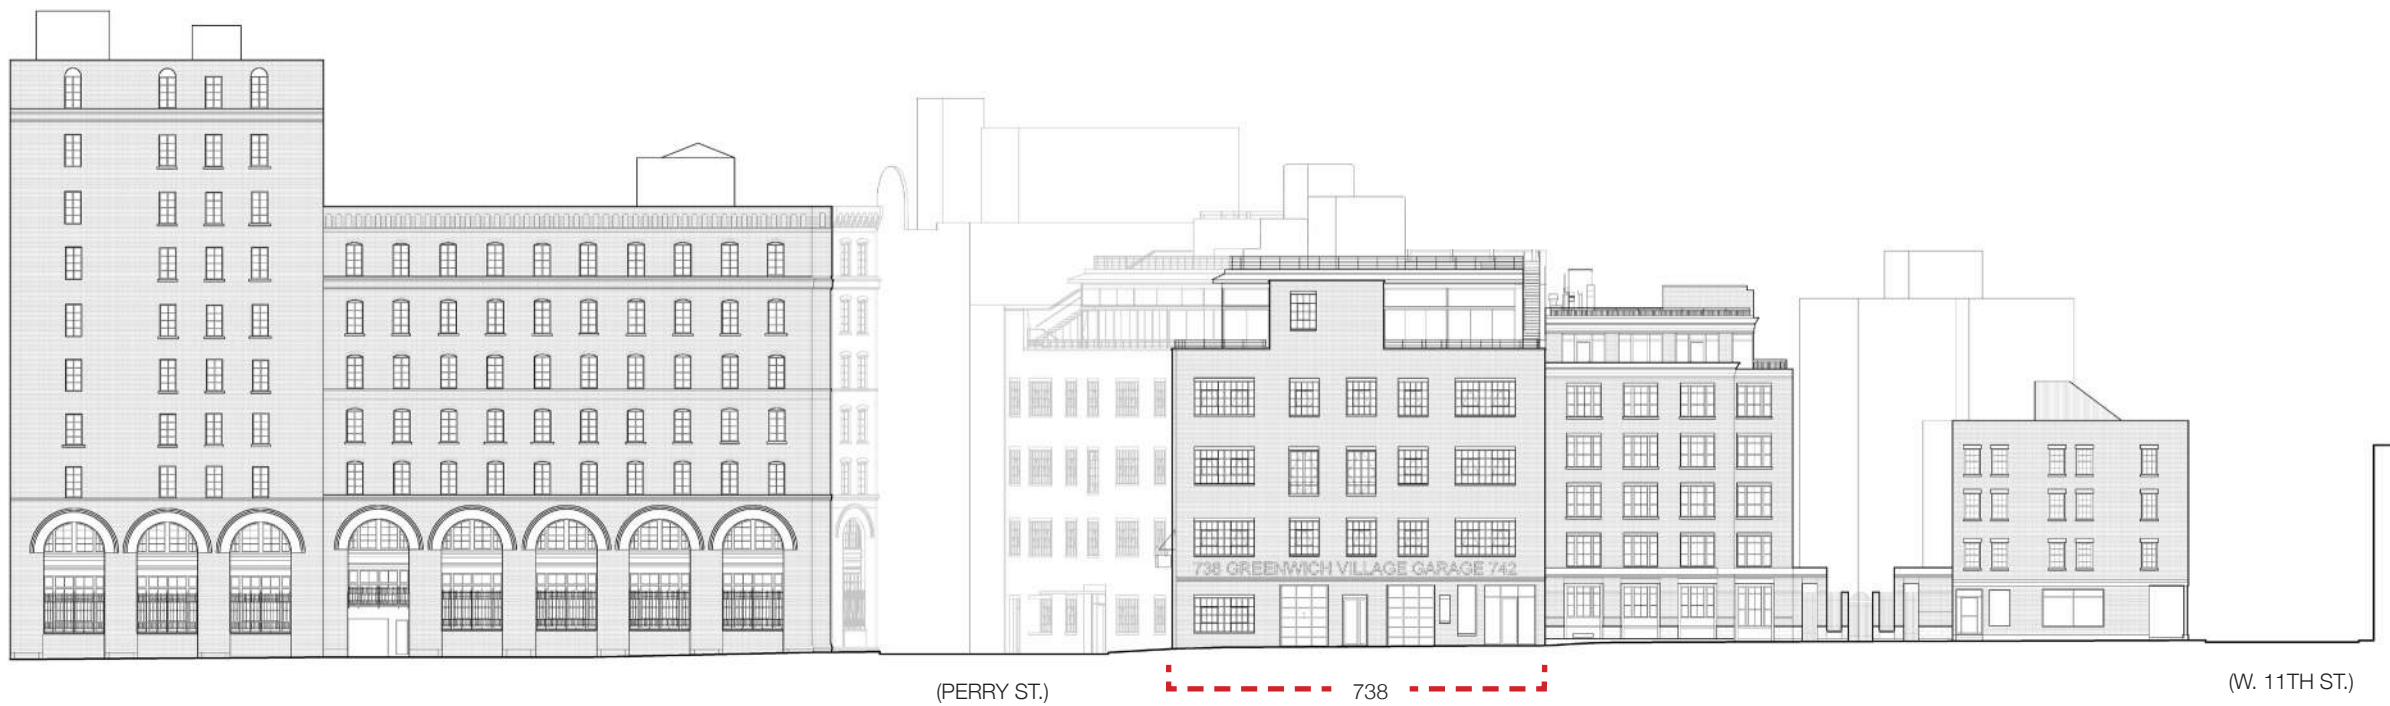 738 GREENWICH VILLAGE GARAGE 742
(PERRY ST.)
738
(W. 11TH ST.)